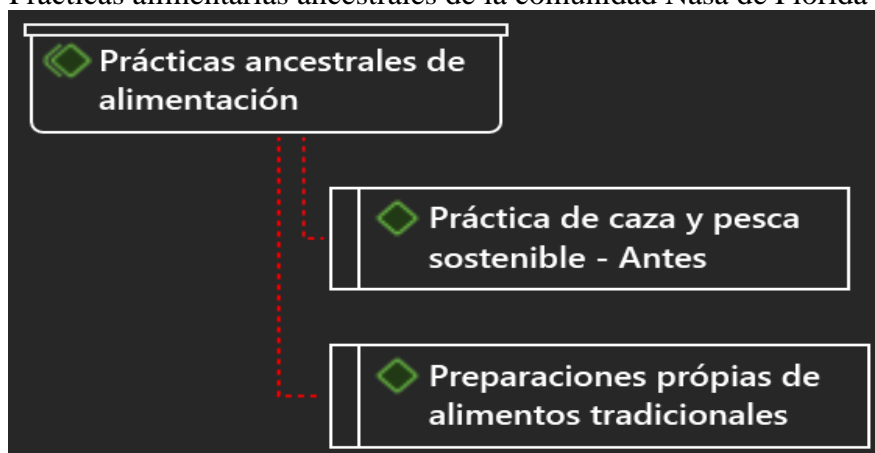 Prácticas alimentarias ancestrales de la comunidad Nasa de Florida
Prácticas ancestrales de
alimentación
Práctica de caza y pesca
sostenible - Antes
Preparaciones própias de
alimentos tradicionales